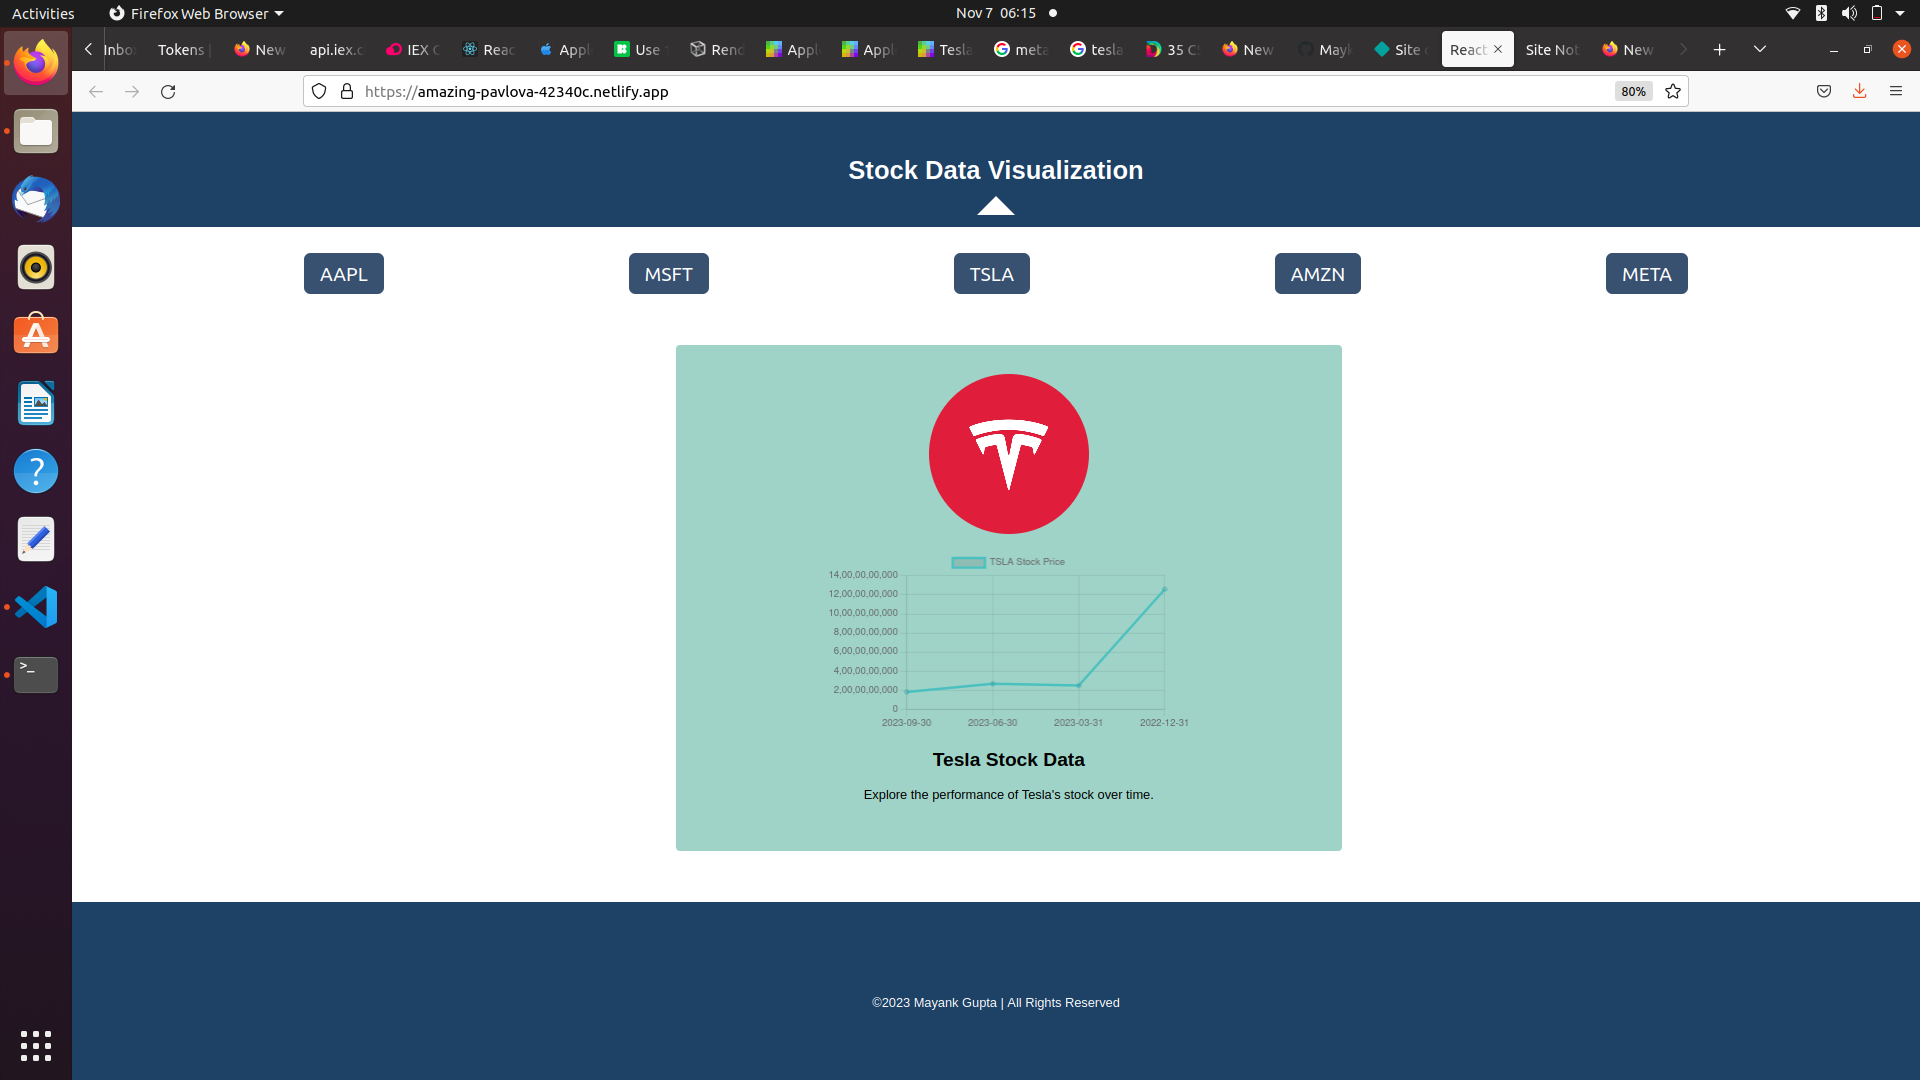 Activities Firefox Web Browser Nov 7 06:15
Inbo Tokens New api.iex.c IEX C Reac Apple Use Rend Appl Appl Tesla meta tesla 35 CS New Mayk Site React Site Not New
https://amazing-pavlova-42340c.netlify.app 80%
Stock Data Visualization
AAPL MSFT TSLA AMZN META
TSLA Stock Price
14,00,00,00,000
12,00,00,00,000
10,00,00,00,000
8,00,00,00,000
6,00,00,00,000
4,00,00,00,000
2,00,00,00,000
0
2023-09-30 2023-06-30 2023-03-31 2022-12-31
Tesla Stock Data
Explore the performance of Tesla's stock over time.
©2023 Mayank Gupta | All Rights Reserved